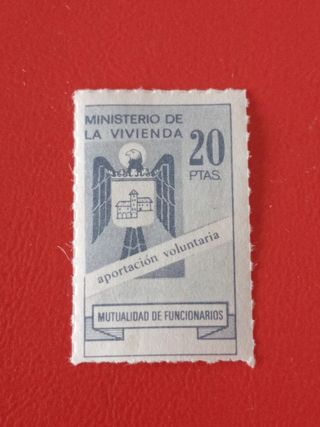 MINISTERIO DE
LA VIVIENDA
20
PTAS.
aportación voluntaria
MUTUALIDAD DE FUNCIONARIOS